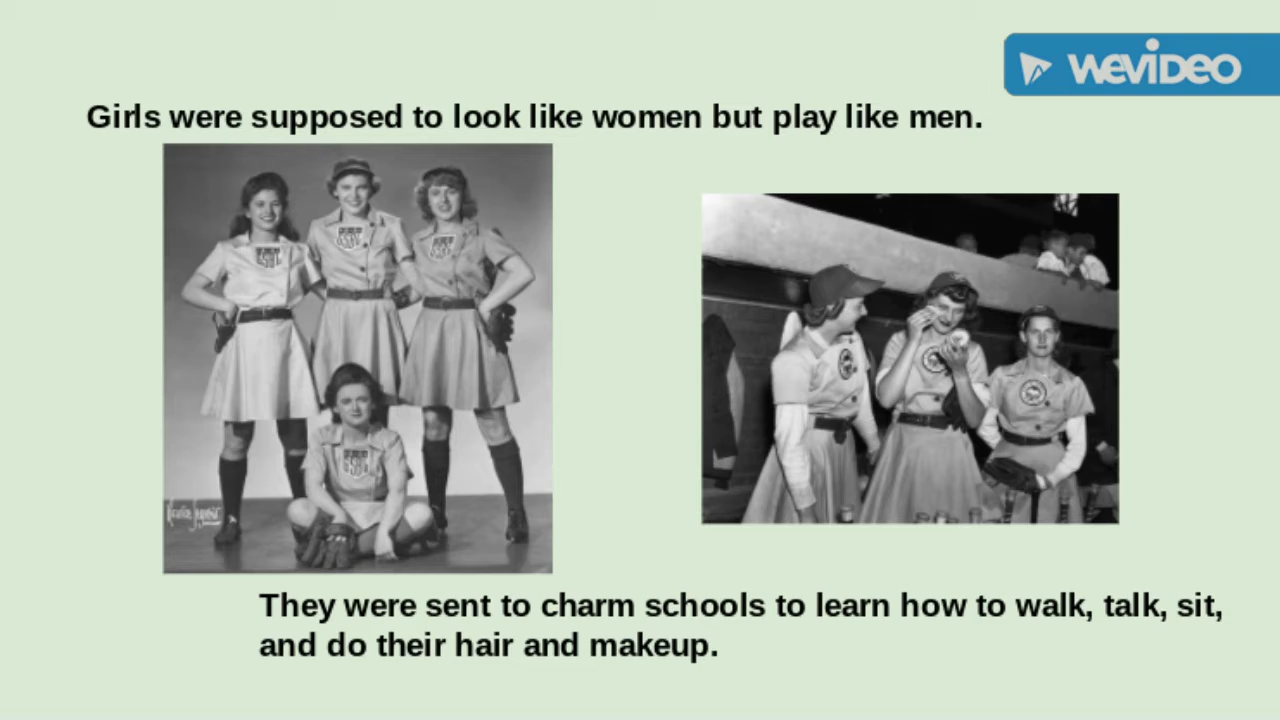 WEVIDEO
Girls were supposed to look like women but play like men.
They were sent to charm schools to learn how to walk, talk, sit,
and do their hair and makeup.